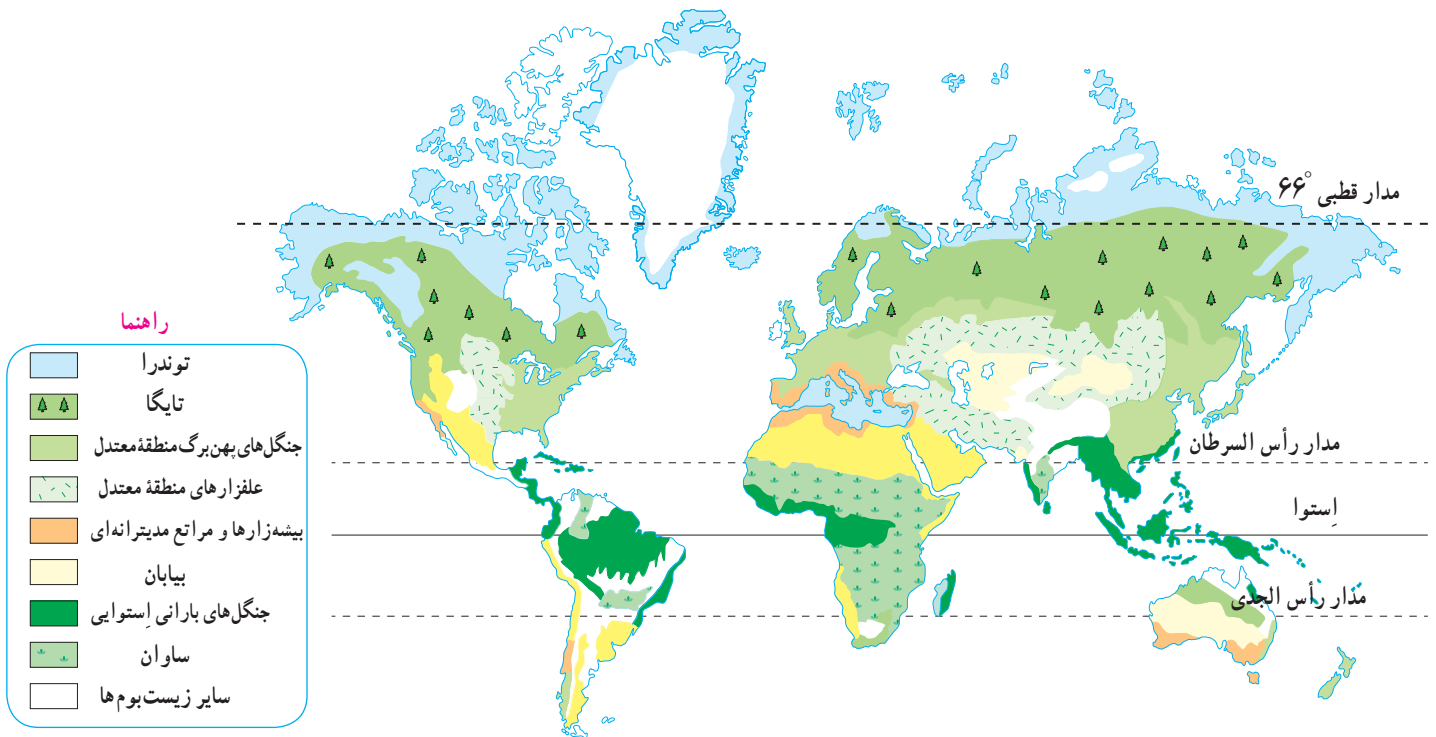 مدار قطبی ۶۶°
راهنما
توندرا
تایگا
جنگل‌های پهن‌برگ منطقهٔ معتدل
علفزارهای منطقهٔ معتدل
بیشه‌زارها و مراتع مدیترانه‌ای
بیابان
جنگل‌های بارانی اِستوایی
ساوان
سایر زیست‌بوم‌ها
مدار رأس السرطان
اِستوا
مدار رأس الجدی